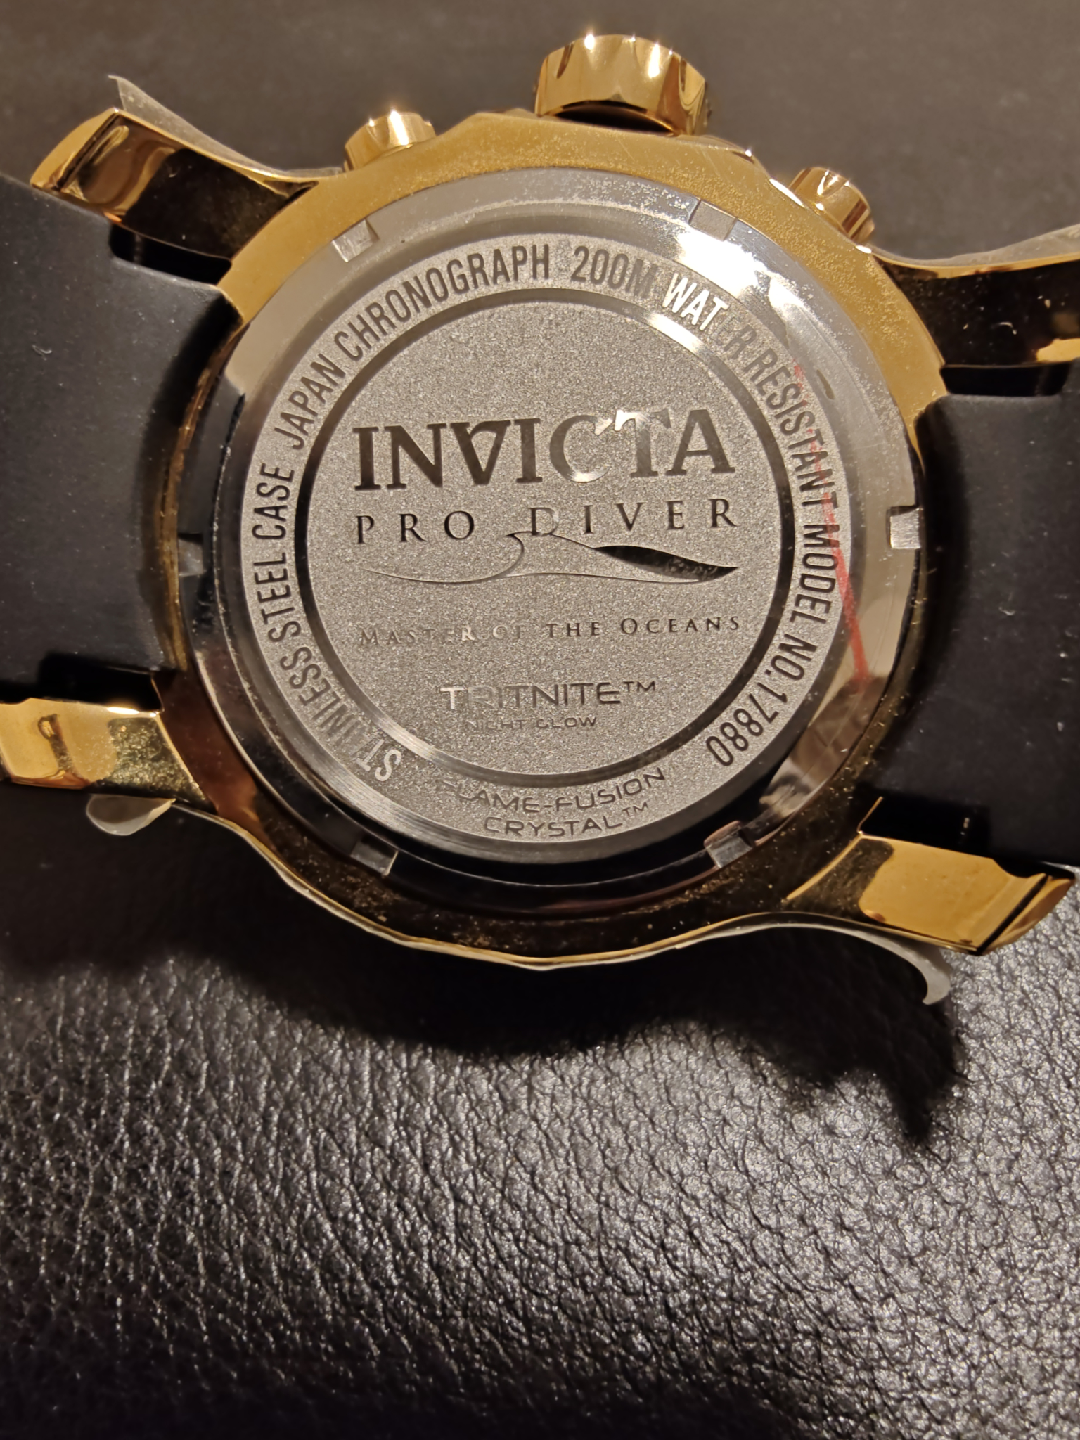 INVICTA
PRO DIVER
MASTER OF THE OCEANS
TRITNITE™
NIGHT GLOW
STAINLESS STEEL CASE JAPAN CHRONOGRAPH 200M WATER RESISTANT MODEL NO.17880
FLAME-FUSION
CRYSTAL™